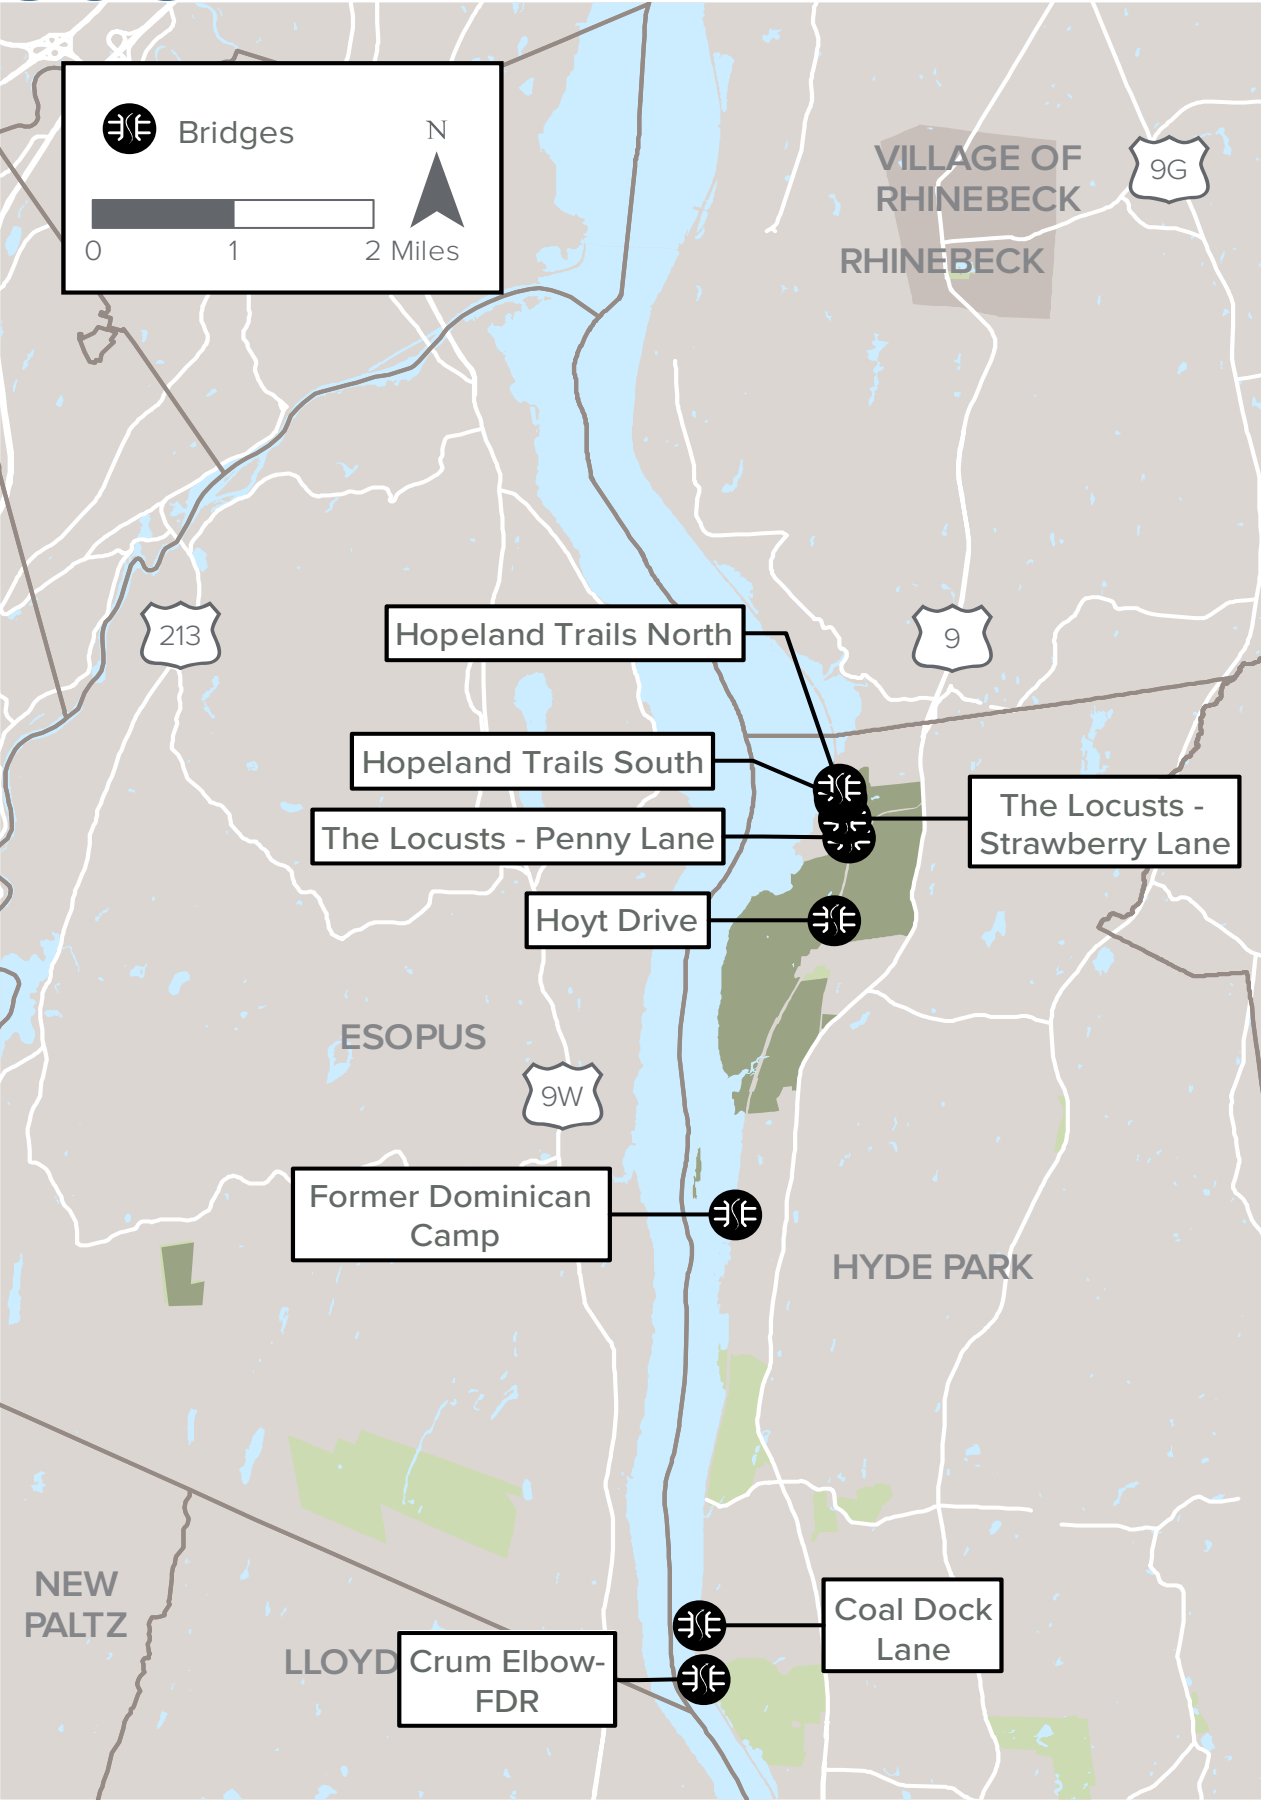 Bridges
N
0 1 2 Miles
VILLAGE OF
RHINEBECK
9G
RHINEBECK
213
Hopeland Trails North
9
Hopeland Trails South
The Locusts - Penny Lane
The Locusts -
Strawberry Lane
Hoyt Drive
ESOPUS
9W
Former Dominican
Camp
HYDE PARK
NEW
PALTZ
Coal Dock
Lane
LLOYD
Crum Elbow-
FDR